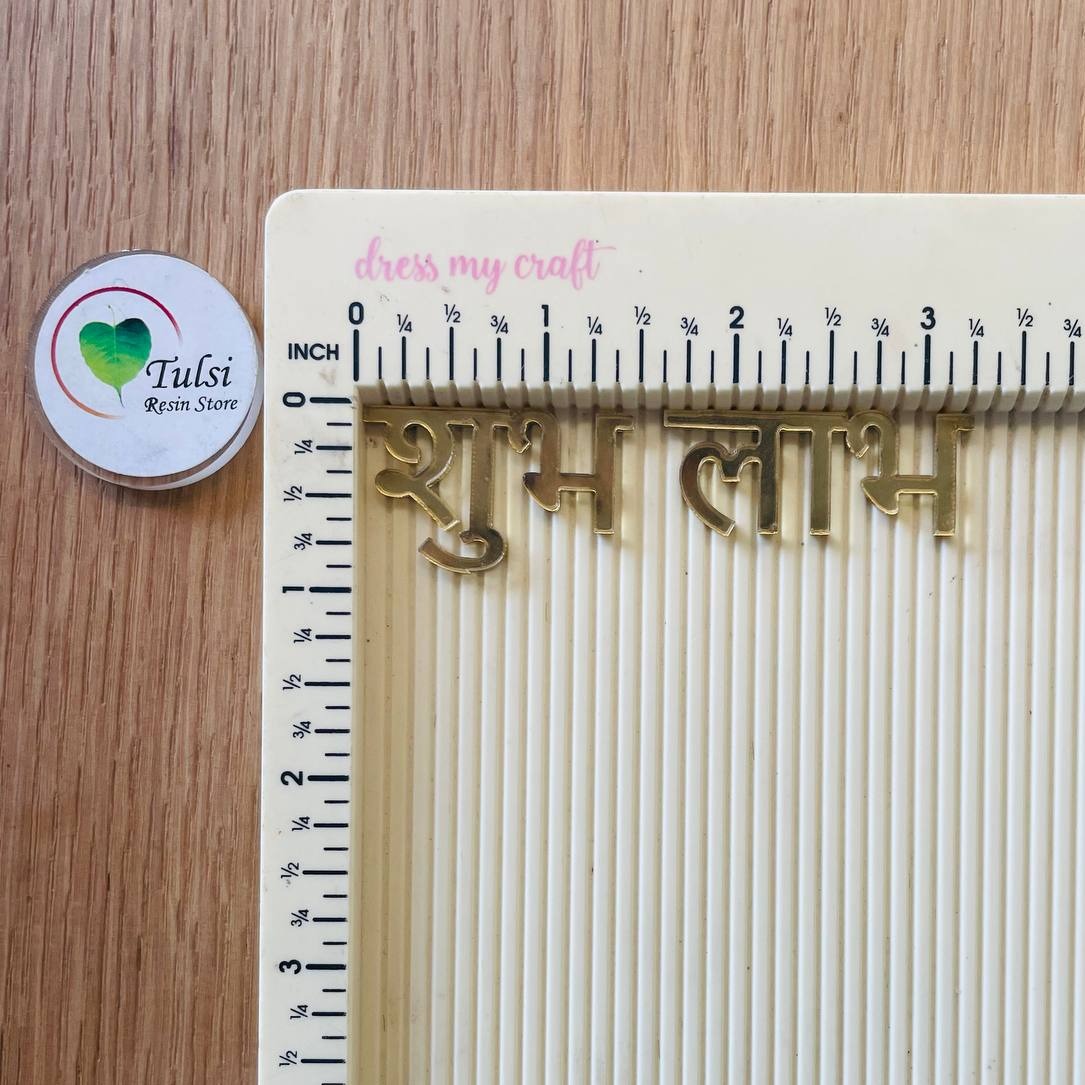 dress my craft
0 ¼ ½ ¾ 1 ¼ ½ ¾ 2 ¼ ½ ¾ 3 ¼ ½ ¾
INCH
Tulsi
Resin Store
शुभ लाभ
0
¼
½
¾
1
¼
½
¾
2
¼
½
¾
3
¼
½